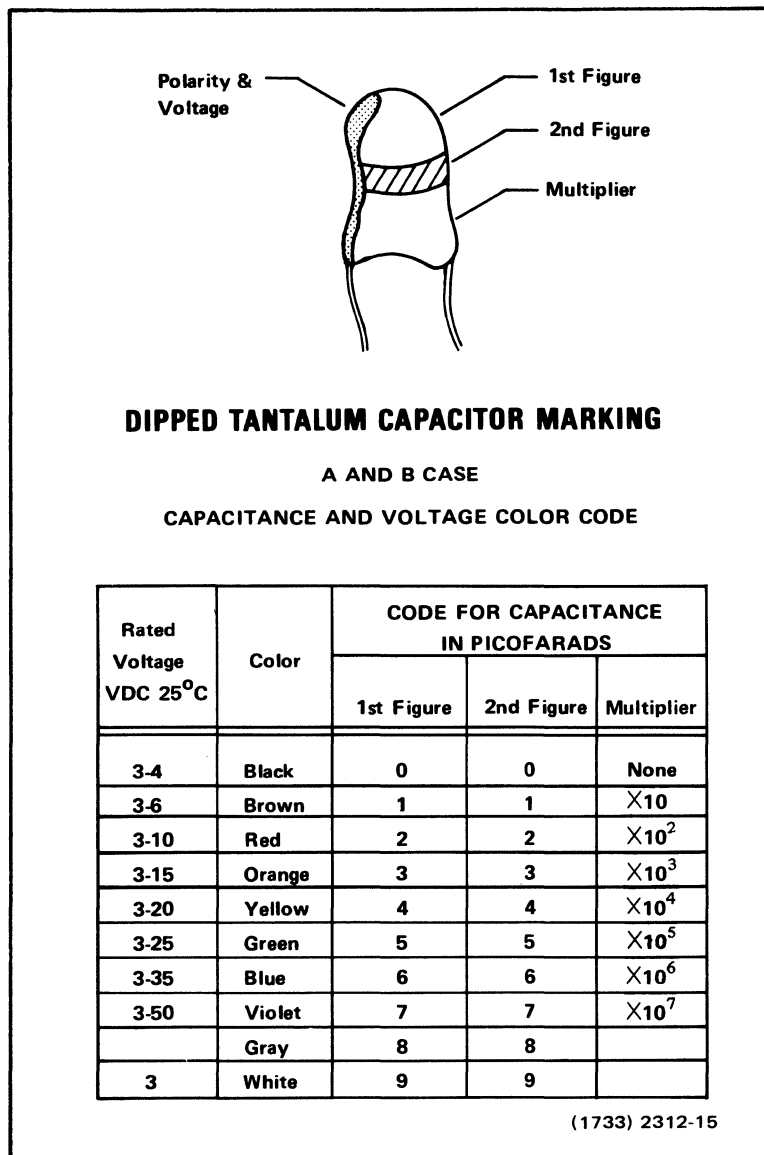 Polarity &
Voltage
1st Figure
2nd Figure
Multiplier
DIPPED TANTALUM CAPACITOR MARKING
A AND B CASE
CAPACITANCE AND VOLTAGE COLOR CODE
Rated
Voltage
VDC 25°C
Color
CODE FOR CAPACITANCE
IN PICOFARADS
1st Figure 2nd Figure Multiplier
3-4 Black 0 0 None
3-6 Brown 1 1 X10
3-10 Red 2 2 X10²
3-15 Orange 3 3 X10³
3-20 Yellow 4 4 X10⁴
3-25 Green 5 5 X10⁵
3-35 Blue 6 6 X10⁶
3-50 Violet 7 7 X10⁷
Gray 8 8
3 White 9 9
(1733) 2312-15